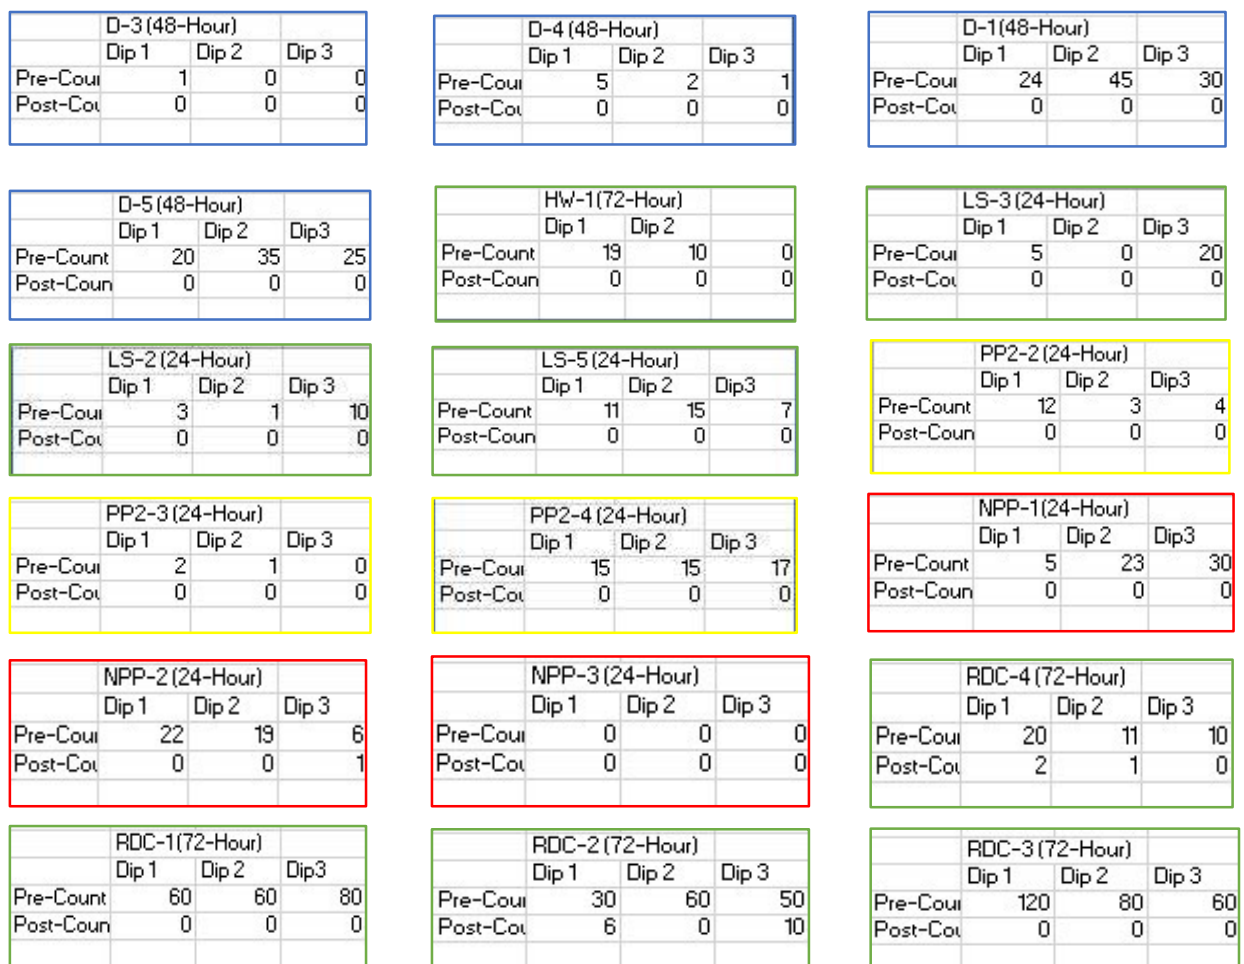 D-3 (48-Hour)
Dip 1 Dip 2 Dip 3
Pre-Cour 1 0 0
Post-Cou 0 0 0
D-4 (48-Hour)
Dip 1 Dip 2 Dip 3
Pre-Cour 5 2 1
Post-Cou 0 0 0
D-1(48-Hour)
Dip 1 Dip 2 Dip 3
Pre-Cour 24 45 30
Post-Cou 0 0 0
D-5 (48-Hour)
Dip 1 Dip 2 Dip3
Pre-Count 20 35 25
Post-Coun 0 0 0
HW-1(72-Hour)
Dip 1 Dip 2
Pre-Count 19 10 0
Post-Coun 0 0 0
LS-3 (24-Hour)
Dip 1 Dip 2 Dip 3
Pre-Cour 5 0 20
Post-Cou 0 0 0
LS-2 (24-Hour)
Dip 1 Dip 2 Dip 3
Pre-Cour 3 1 10
Post-Cou 0 0 0
LS-5 (24-Hour)
Dip 1 Dip 2 Dip3
Pre-Count 11 15 7
Post-Coun 0 0 0
PP2-2 (24-Hour)
Dip 1 Dip 2 Dip3
Pre-Count 12 3 4
Post-Coun 0 0 0
PP2-3 (24-Hour)
Dip 1 Dip 2 Dip 3
Pre-Cour 2 1 0
Post-Cou 0 0 0
PP2-4 (24-Hour)
Dip 1 Dip 2 Dip 3
Pre-Cour 15 15 17
Post-Cou 0 0 0
NPP-1(24-Hour)
Dip 1 Dip 2 Dip3
Pre-Count 5 23 30
Post-Coun 0 0 0
NPP-2 (24-Hour)
Dip 1 Dip 2 Dip 3
Pre-Cour 22 19 6
Post-Cou 0 0 1
NPP-3 (24-Hour)
Dip 1 Dip 2 Dip 3
Pre-Cour 0 0 0
Post-Cou 0 0 0
RDC-4 (72-Hour)
Dip 1 Dip 2 Dip 3
Pre-Cour 20 11 10
Post-Cou 2 1 0
RDC-1(72-Hour)
Dip 1 Dip 2 Dip3
Pre-Count 60 60 80
Post-Coun 0 0 0
RDC-2 (72-Hour)
Dip 1 Dip 2 Dip 3
Pre-Cour 30 60 50
Post-Cou 6 0 10
RDC-3 (72-Hour)
Dip 1 Dip 2 Dip 3
Pre-Cour 120 80 60
Post-Cou 0 0 0